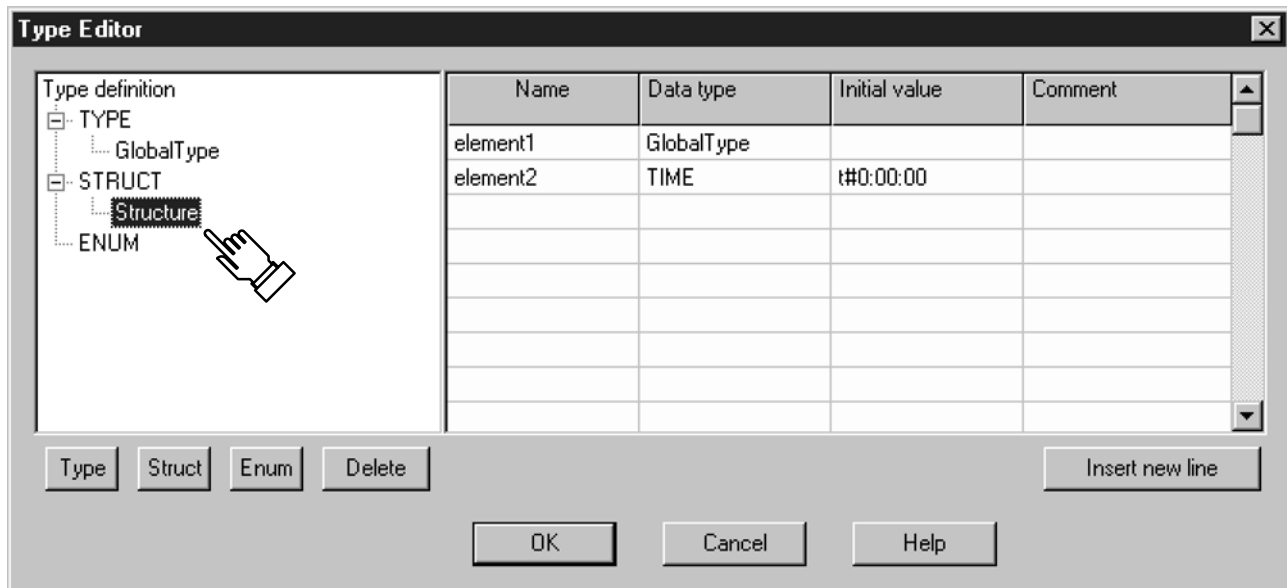 Type Editor
Type definition
TYPE
GlobalType
STRUCT
Structure
ENUM
Name Data type Initial value Comment
element1 GlobalType
element2 TIME t#0:00:00
Type Struct Enum Delete Insert new line
OK Cancel Help